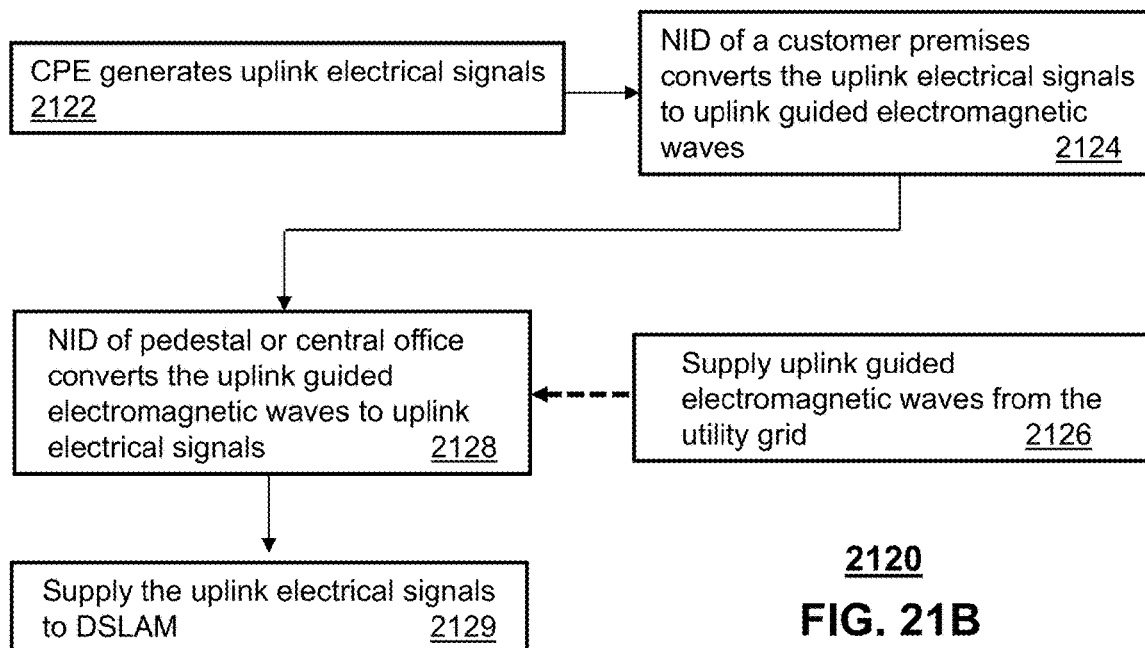 CPE generates uplink electrical signals
2122
NID of a customer premises
converts the uplink electrical signals
to uplink guided electromagnetic
waves 2124
NID of pedestal or central office
converts the uplink guided
electromagnetic waves to uplink
electrical signals 2128
Supply uplink guided
electromagnetic waves from the
utility grid 2126
Supply the uplink electrical signals
to DSLAM 2129
2120
FIG. 21B